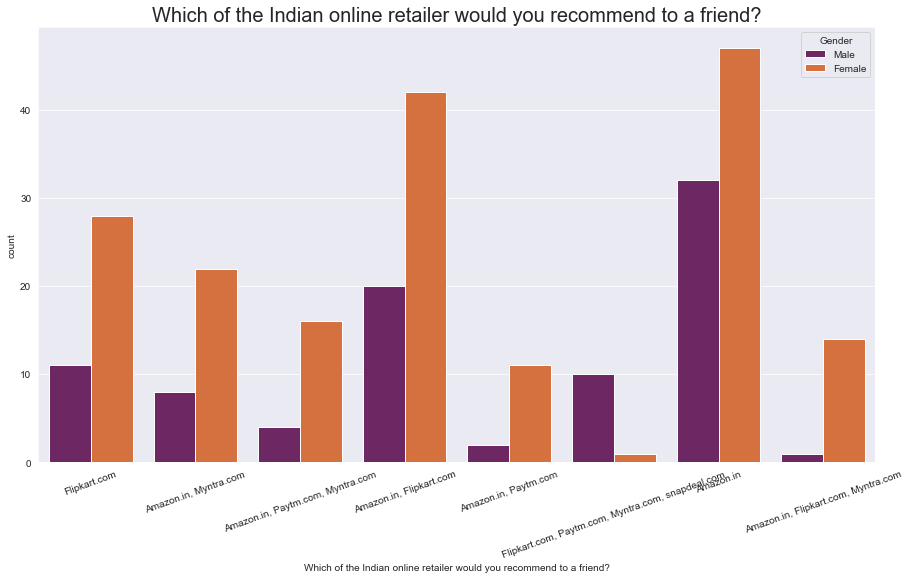 Which of the Indian online retailer would you recommend to a friend?
Gender
Male
Female
count
40
30
20
10
0
Flipkart.com
Amazon.in, Myntra.com
Amazon.in, Paytm.com, Myntra.com
Amazon.in, Flipkart.com
Amazon.in, Paytm.com
Flipkart.com, Paytm.com, Myntra.com, snapdeal.com
Amazon.in
Amazon.in, Flipkart.com, Myntra.com
Which of the Indian online retailer would you recommend to a friend?